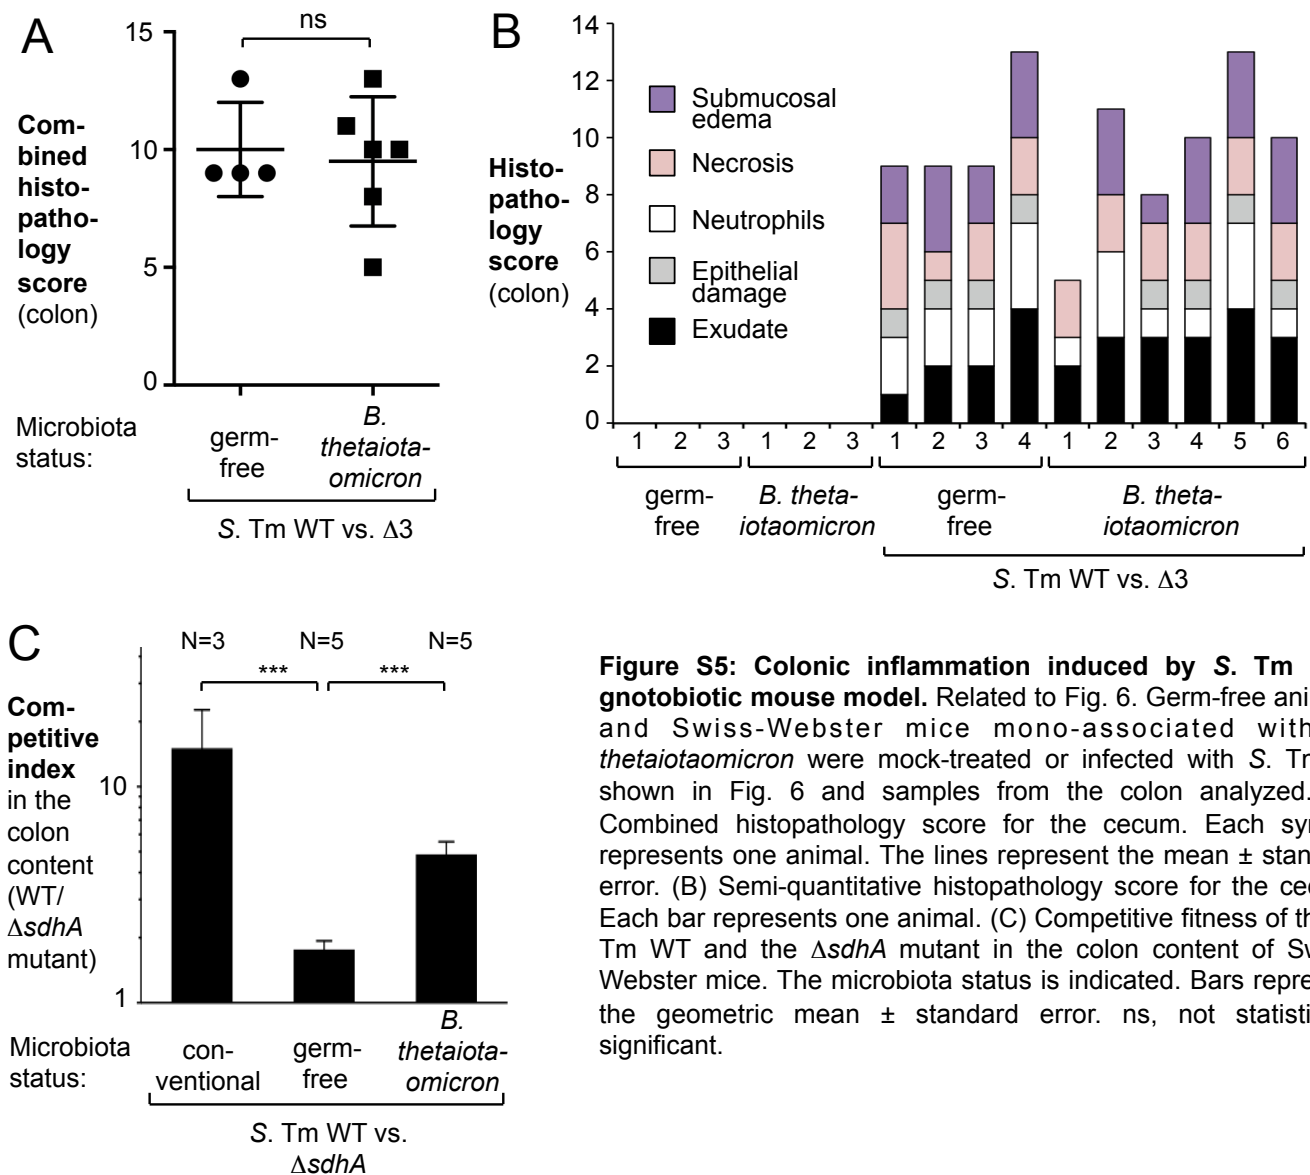 A
15
10
5
0
ns
Com-
bined
histo-
patho-
logy
score
(colon)
Microbiota
status:
germ-
free
B.
thetaiota-
omicron
S. Tm WT vs. Δ3
B
14
12
10
8
6
4
2
0
Histo-
patho-
logy
score
(colon)
Submucosal
edema
Necrosis
Neutrophils
Epithelial
damage
Exudate
1 2 3 1 2 3 1 2 3 4 1 2 3 4 5 6
germ-
free
B. theta-
iotaomicron
germ-
free
B. theta-
iotaomicron
S. Tm WT vs. Δ3
C
N=3 N=5 N=5
*** ***
Com-
petitive
index
in the
colon
content
(WT/
ΔsdhA
mutant)
10
1
Microbiota
status:
con-
ventional
germ-
free
B.
thetaiota-
omicron
S. Tm WT vs.
ΔsdhA
Figure S5: Colonic inflammation induced by S. Tm
gnotobiotic mouse model. Related to Fig. 6. Germ-free
and Swiss-Webster mice mono-associated with
thetaiotaomicron were mock-treated or infected with S.
shown in Fig. 6 and samples from the colon analyzed.
Combined histopathology score for the cecum. Each
represents one animal. The lines represent the mean ±
error. (B) Semi-quantitative histopathology score for the
Each bar represents one animal. (C) Competitive fitness of
Tm WT and the ΔsdhA mutant in the colon content of
Webster mice. The microbiota status is indicated. Bars
the geometric mean ± standard error. ns, not
significant.